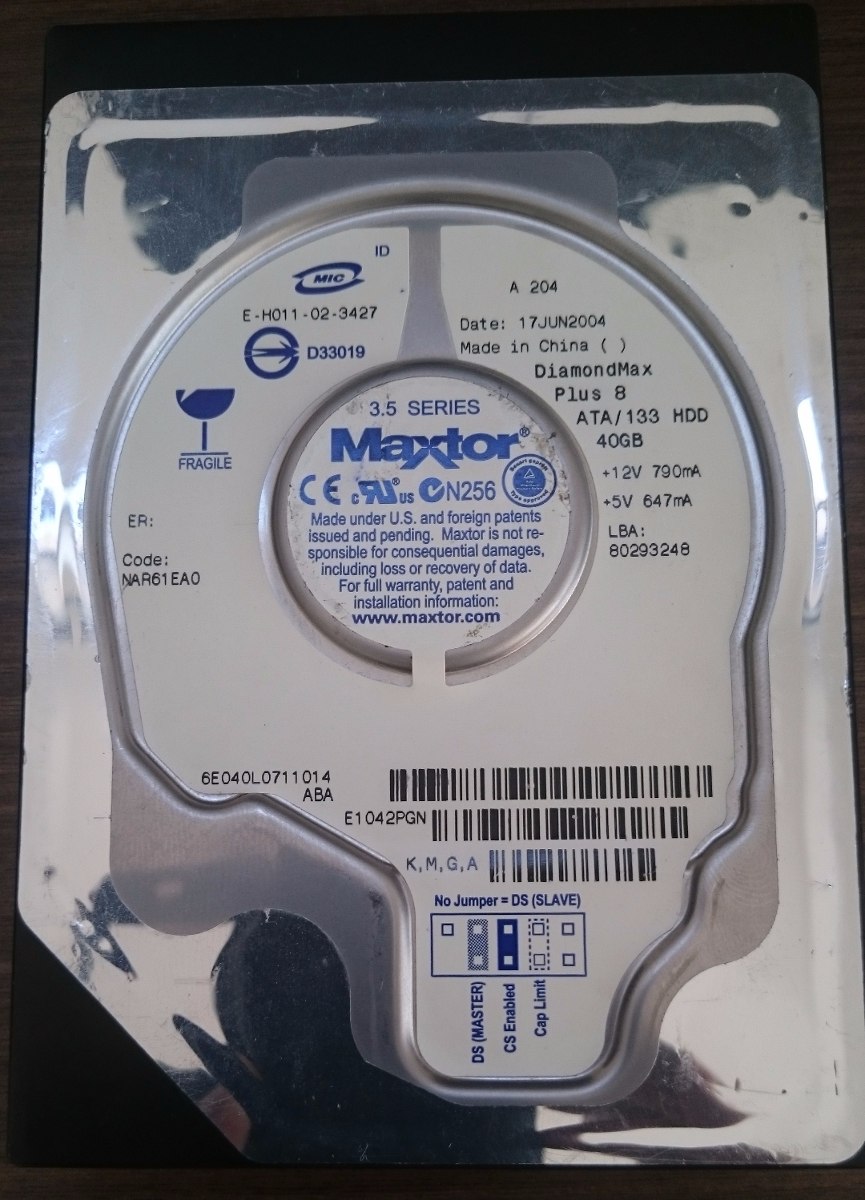 ID
MIC
E-H011-02-3427
D33019
FRAGILE
A 204
Date: 17JUN2004
Made in China ( )
DiamondMax
Plus 8
ATA/133 HDD
40GB
+12V 790mA
+5V 647mA
LBA:
80293248
3.5 SERIES
Maxtor®
CE c RU® us N256
Made under U.S. and foreign patents
issued and pending. Maxtor is not re-
sponsible for consequential damages,
including loss or recovery of data.
For full warranty, patent and
installation information:
www.maxtor.com
ER:
Code:
NAR61EA0
6E040L0711014
ABA
E1042PGN
K,M,G,A
No Jumper = DS (SLAVE)
DS (MASTER)
CS Enabled
Cap Limit